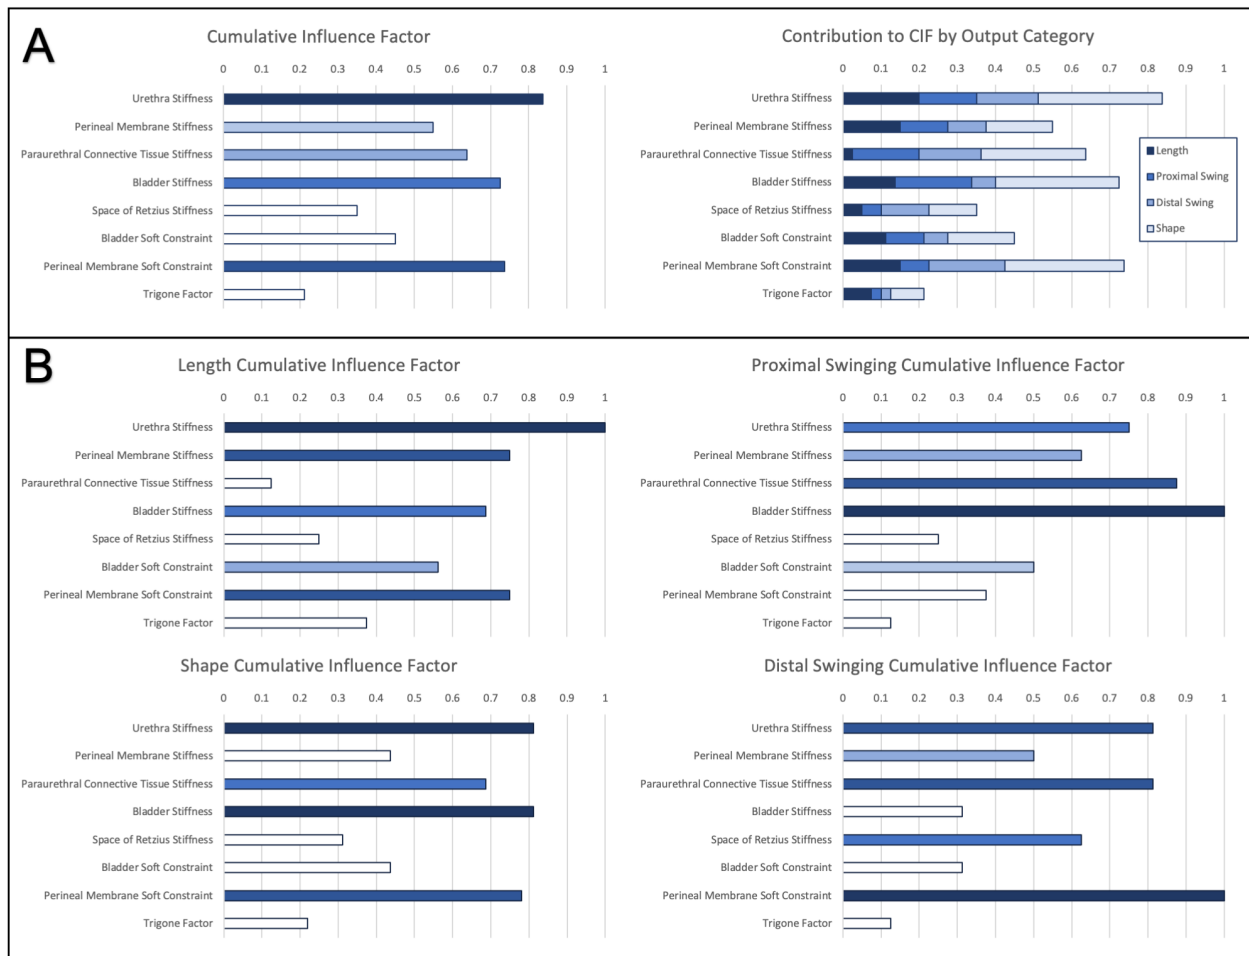 A
Cumulative Influence Factor
0 0.1 0.2 0.3 0.4 0.5 0.6 0.7 0.8 0.9 1
Urethra Stiffness
Perineal Membrane Stiffness
Paraurethral Connective Tissue Stiffness
Bladder Stiffness
Space of Retzius Stiffness
Bladder Soft Constraint
Perineal Membrane Soft Constraint
Trigone Factor
Contribution to CIF by Output Category
0 0.1 0.2 0.3 0.4 0.5 0.6 0.7 0.8 0.9 1
Urethra Stiffness
Perineal Membrane Stiffness
Paraurethral Connective Tissue Stiffness
Bladder Stiffness
Space of Retzius Stiffness
Bladder Soft Constraint
Perineal Membrane Soft Constraint
Trigone Factor
Length
Proximal Swing
Distal Swing
Shape
B
Length Cumulative Influence Factor
0 0.1 0.2 0.3 0.4 0.5 0.6 0.7 0.8 0.9 1
Urethra Stiffness
Perineal Membrane Stiffness
Paraurethral Connective Tissue Stiffness
Bladder Stiffness
Space of Retzius Stiffness
Bladder Soft Constraint
Perineal Membrane Soft Constraint
Trigone Factor
Proximal Swinging Cumulative Influence Factor
0 0.1 0.2 0.3 0.4 0.5 0.6 0.7 0.8 0.9 1
Urethra Stiffness
Perineal Membrane Stiffness
Paraurethral Connective Tissue Stiffness
Bladder Stiffness
Space of Retzius Stiffness
Bladder Soft Constraint
Perineal Membrane Soft Constraint
Trigone Factor
Shape Cumulative Influence Factor
0 0.1 0.2 0.3 0.4 0.5 0.6 0.7 0.8 0.9 1
Urethra Stiffness
Perineal Membrane Stiffness
Paraurethral Connective Tissue Stiffness
Bladder Stiffness
Space of Retzius Stiffness
Bladder Soft Constraint
Perineal Membrane Soft Constraint
Trigone Factor
Distal Swinging Cumulative Influence Factor
0 0.1 0.2 0.3 0.4 0.5 0.6 0.7 0.8 0.9 1
Urethra Stiffness
Perineal Membrane Stiffness
Paraurethral Connective Tissue Stiffness
Bladder Stiffness
Space of Retzius Stiffness
Bladder Soft Constraint
Perineal Membrane Soft Constraint
Trigone Factor